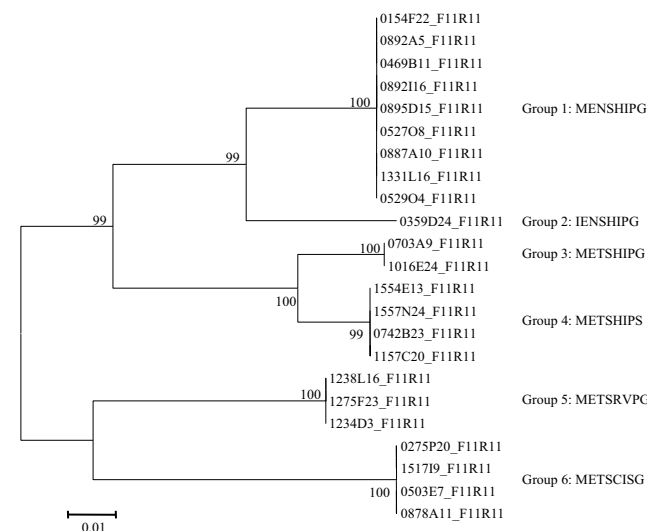 0154F22_F11R11
0892A5_F11R11
0469B11_F11R11
0892I16_F11R11
100
0895D15_F11R11
Group 1: MENSHIPG
0527O8_F11R11
0887A10_F11R11
99
1331L16_F11R11
0529O4_F11R11
99
0359D24_F11R11
Group 2: IENSHIPG
100
0703A9_F11R11
Group 3: METSHIPG
1016E24_F11R11
100
1554E13_F11R11
1557N24_F11R11
Group 4: METSHIPS
99
0742B23_F11R11
1157C20_F11R11
1238L16_F11R11
100
1275F23_F11R11
Group 5: METSRVPG
1234D3_F11R11
0275P20_F11R11
1517I9_F11R11
Group 6: METSCISG
100
0503E7_F11R11
0878A11_F11R11
0.01